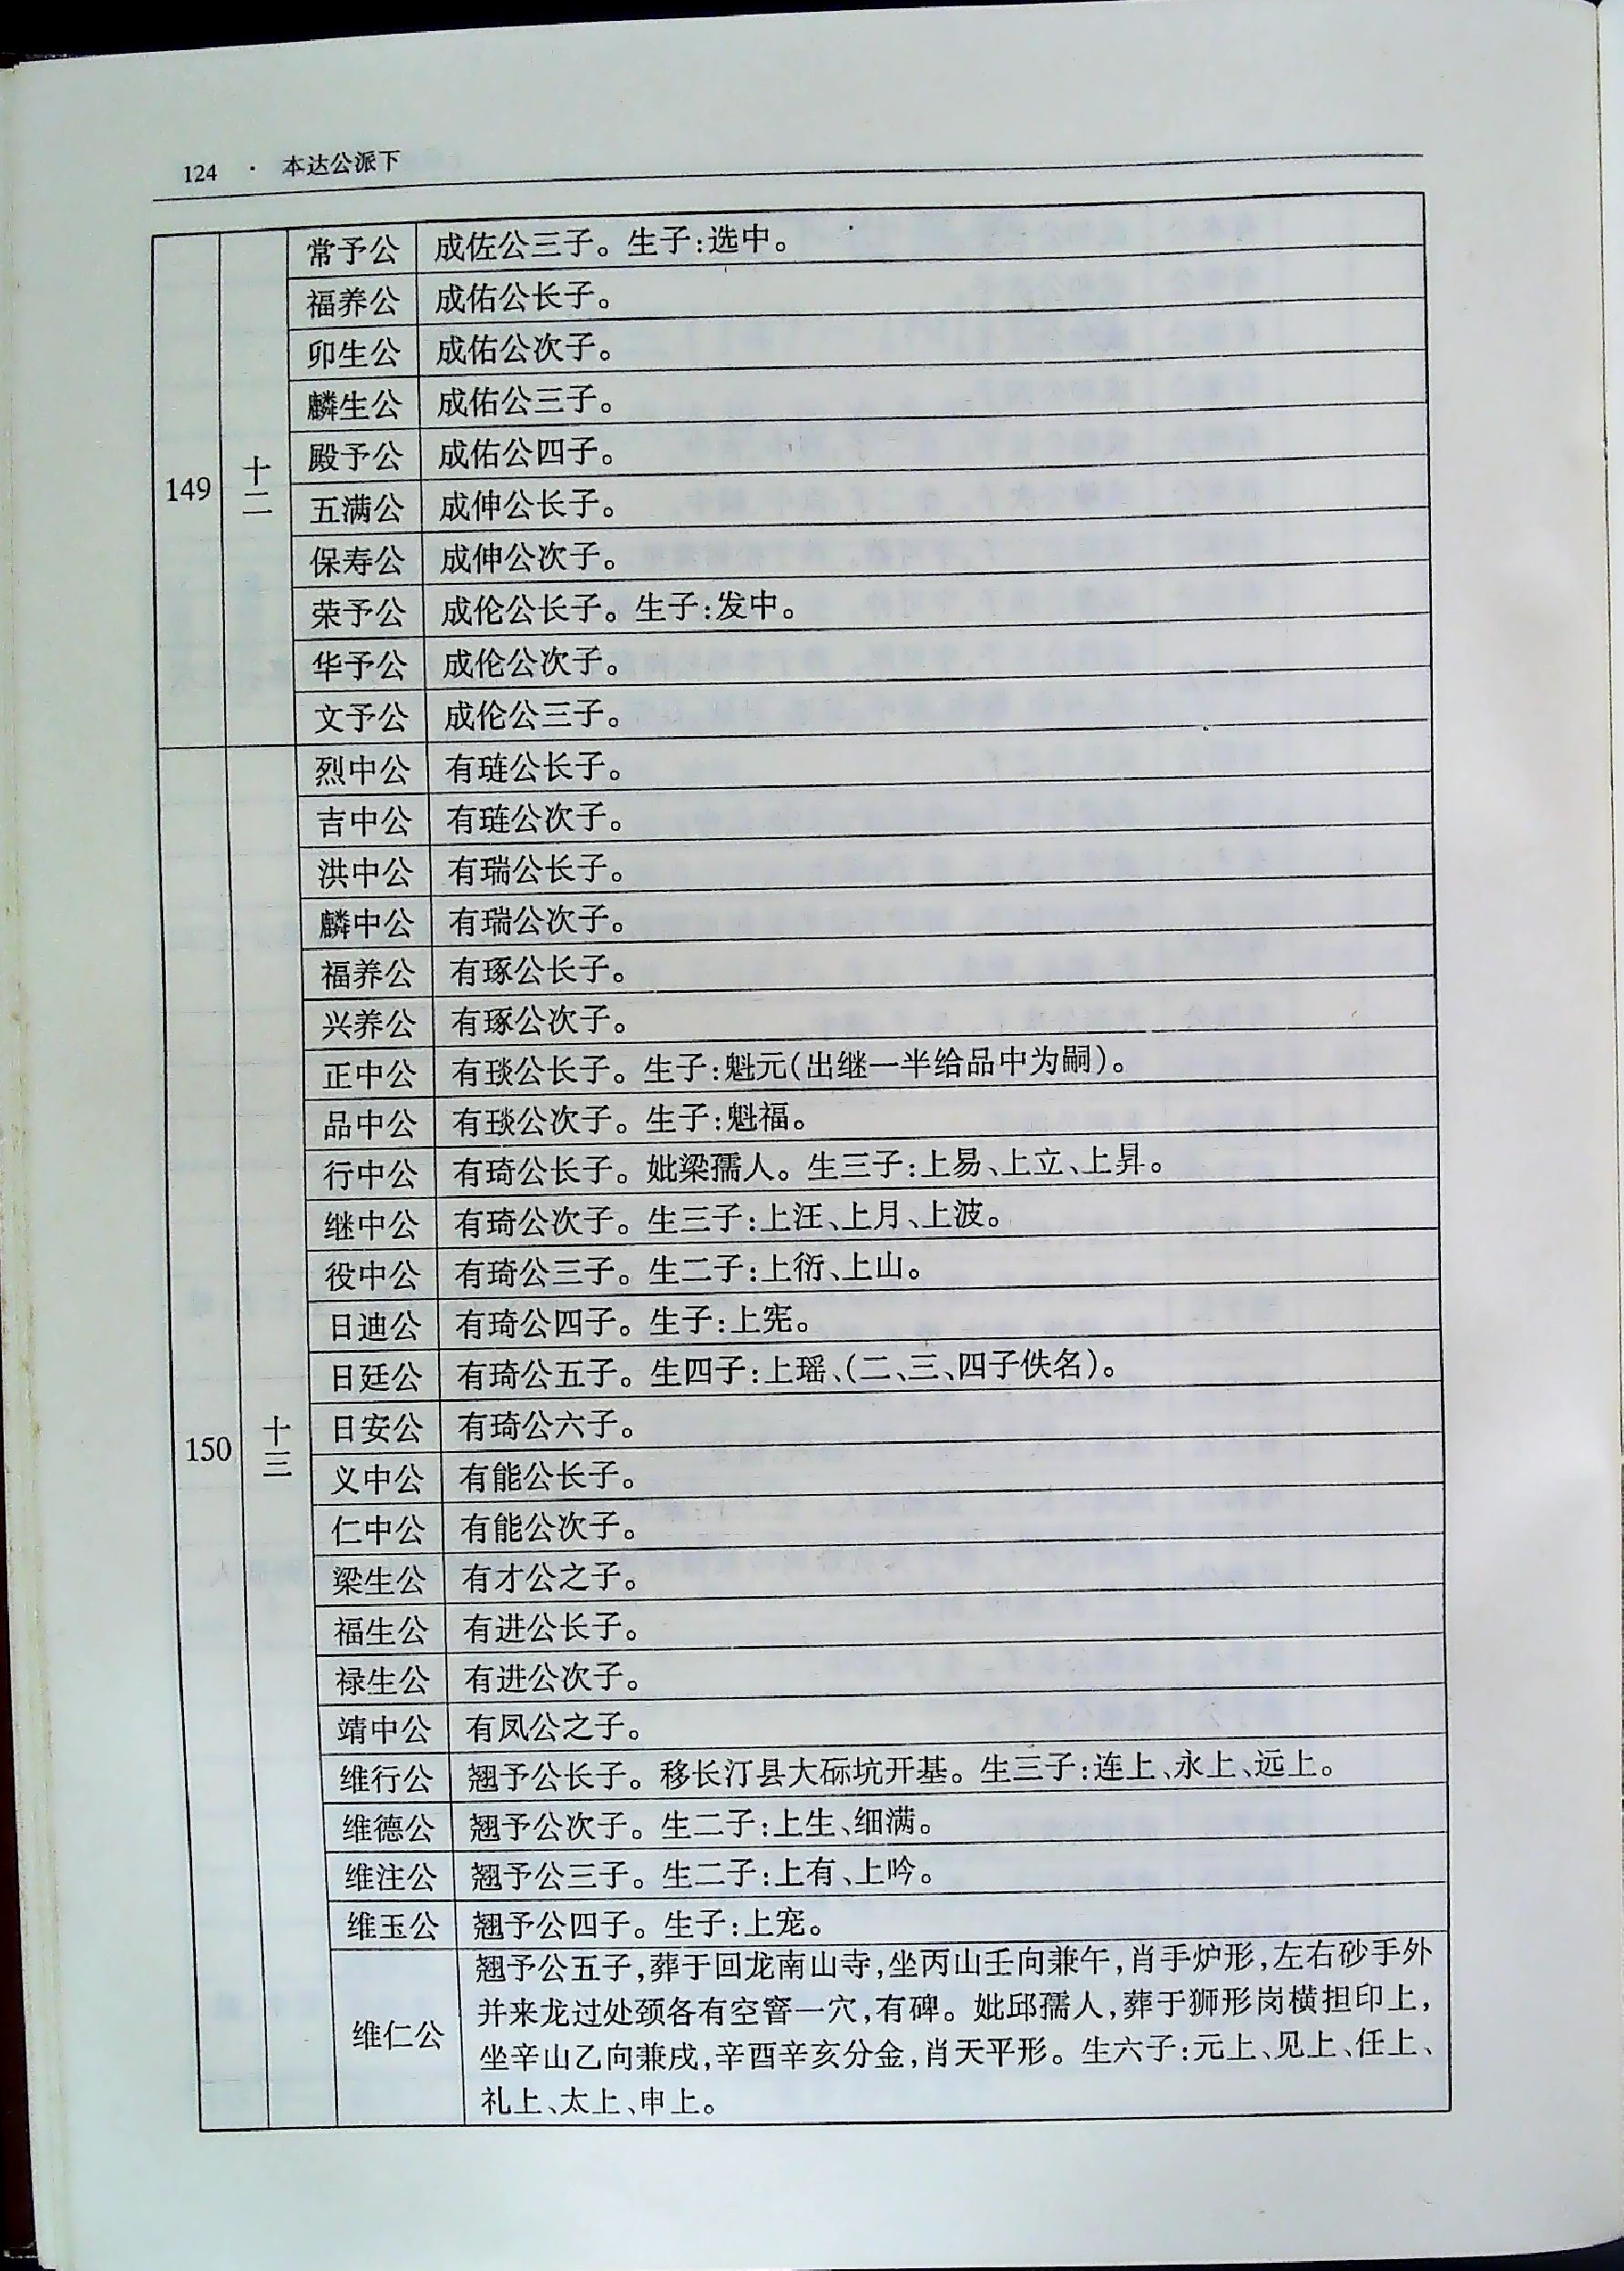 124 · 本达公派下
149 十二
常予公 成佐公三子。生子:选中。
福养公 成佑公长子。
卯生公 成佑公次子。
麟生公 成佑公三子。
殿予公 成佑公四子。
五满公 成伸公长子。
保寿公 成伸公次子。
荣予公 成伦公长子。生子:发中。
华予公 成伦公次子。
文予公 成伦公三子。
150 十三
烈中公 有琏公长子。
吉中公 有琏公次子。
洪中公 有瑞公长子。
麟中公 有瑞公次子。
福养公 有琢公长子。
兴养公 有琢公次子。
正中公 有琰公长子。生子:魁元(出继一半给品中为嗣)。
品中公 有琰公次子。生子:魁福。
行中公 有琦公长子。妣梁孺人。生三子:上易、上立、上昇。
继中公 有琦公次子。生三子:上汪、上月、上波。
役中公 有琦公三子。生二子:上衍、上山。
日迪公 有琦公四子。生子:上宪。
日廷公 有琦公五子。生四子:上瑶、(二、三、四子佚名)。
日安公 有琦公六子。
义中公 有能公长子。
仁中公 有能公次子。
梁生公 有才公之子。
福生公 有进公长子。
禄生公 有进公次子。
靖中公 有凤公之子。
维行公 翘予公长子。移长汀县大砾坑开基。生三子:连上、永上、远上。
维德公 翘予公次子。生二子:上生、细满。
维注公 翘予公三子。生二子:上有、上吟。
维玉公 翘予公四子。生子:上宠。
维仁公 翘予公五子,葬于回龙南山寺,坐丙山壬向兼午,肖手炉形,左右砂手外
并来龙过处颈各有空窨一穴,有碑。妣邱孺人,葬于狮形岗横担印上,
坐辛山乙向兼戌,辛酉辛亥分金,肖天平形。生六子:元上、见上、任上、
礼上、太上、申上。